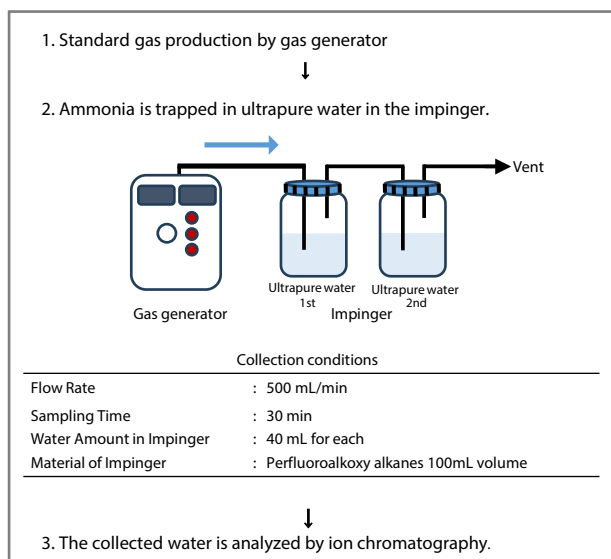 1. Standard gas production by gas generator
↓
2. Ammonia is trapped in ultrapure water in the impinger.
Vent
Ultrapure water
1st
Ultrapure water
2nd
Gas generator
Impinger
Collection conditions
Flow Rate : 500 mL/min
Sampling Time : 30 min
Water Amount in Impinger : 40 mL for each
Material of Impinger : Perfluoroalkoxy alkanes 100mL volume
↓
3. The collected water is analyzed by ion chromatography.